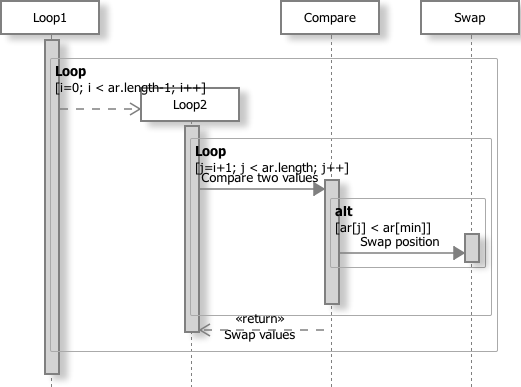 Loop1
Compare
Swap
Loop
[i=0; i < ar.length-1; i++]
Loop2
Loop
[j=i+1; j < ar.length; j++]
Compare two values
alt
[ar[j] < ar[min]]
Swap position
«return»
Swap values